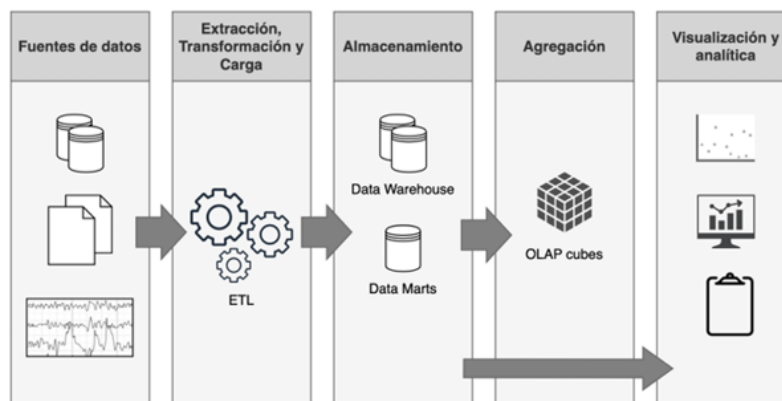 Fuentes de datos
Extracción,
Transformación y
Carga
Almacenamiento
Agregación
Visualización y
analítica
ETL
Data Warehouse
Data Marts
OLAP cubes